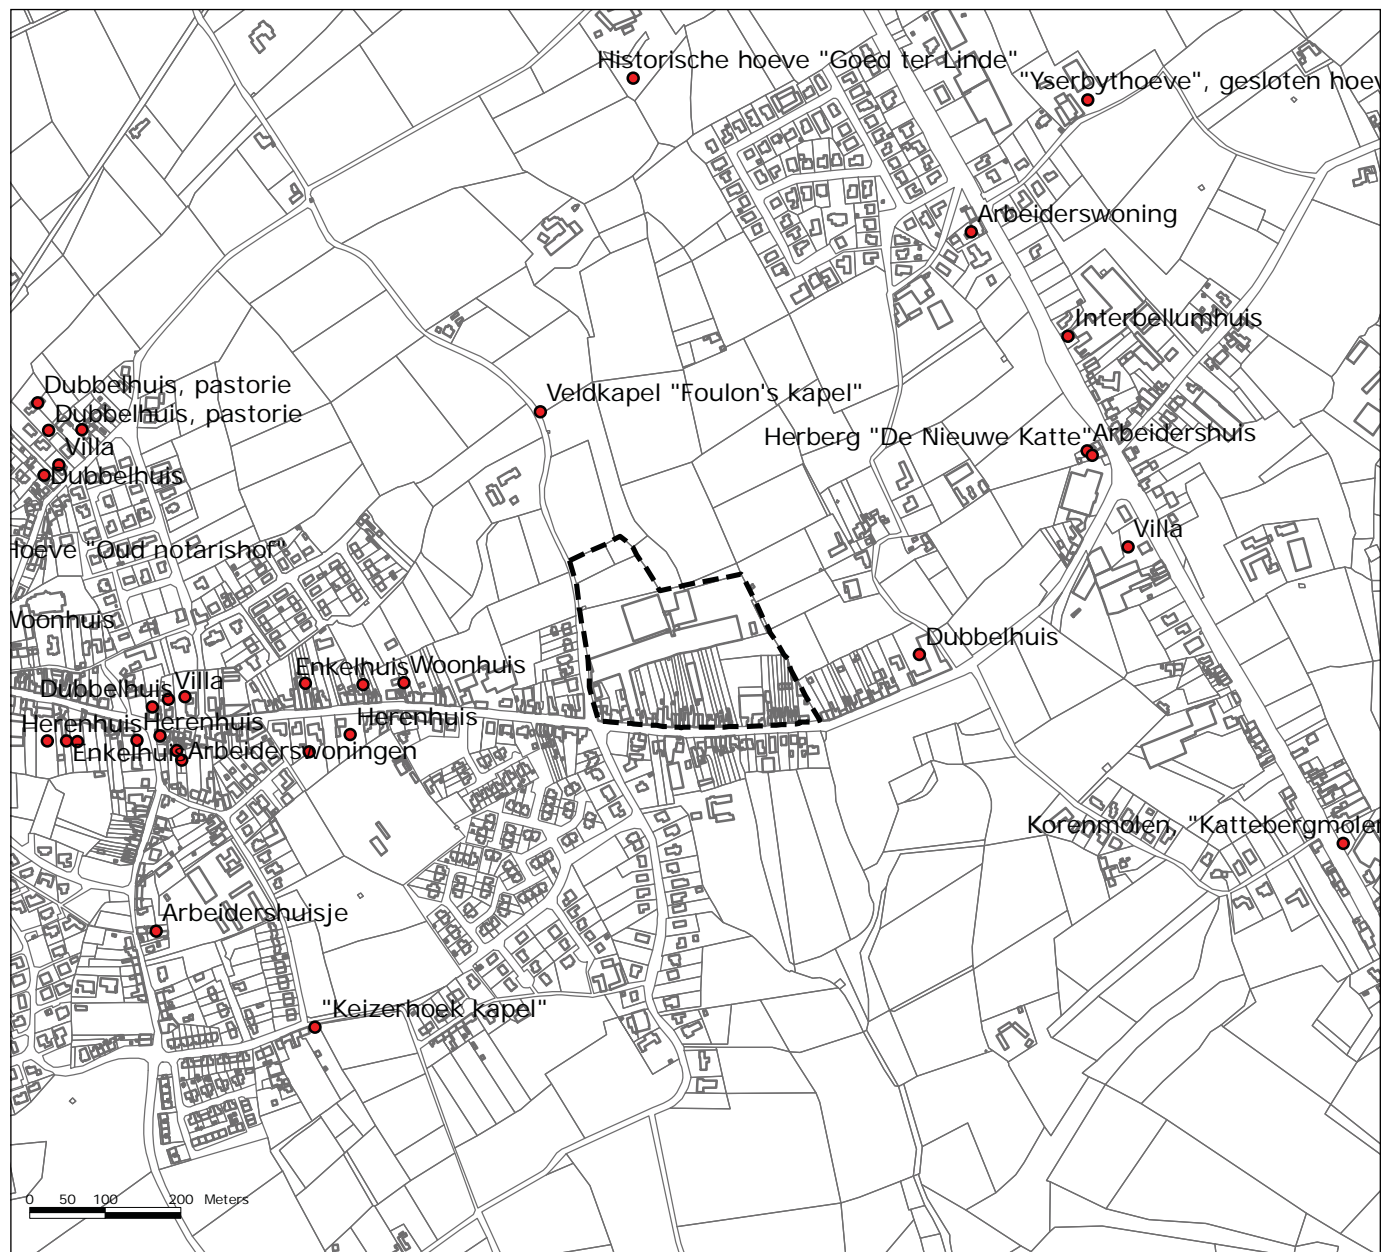 Historische hoeve "Goed ter Linde"
"Yserbythoeve", gesloten hoev
Arbeiderswoning
Interbellumhuis
Dubbelhuis, pastorie
Veldkapel "Foulon's kapel"
Dubbelhuis, pastorie
Herberg "De Nieuwe Katte"
Arbeidershuis
Villa
Dubbelhuis
Villa
Hoeve "Oud notarishof"
Woonhuis
Dubbelhuis
Enkelhuis
Woonhuis
Dubbelhuis
Villa
Herenhuis
Herenhuis
Herenhuis
Enkelhuis
Arbeiderswoningen
Korenmolen, "Kattebergmolen
Arbeidershuisje
"Keizerhoek kapel"
0 50 100 200 Meters